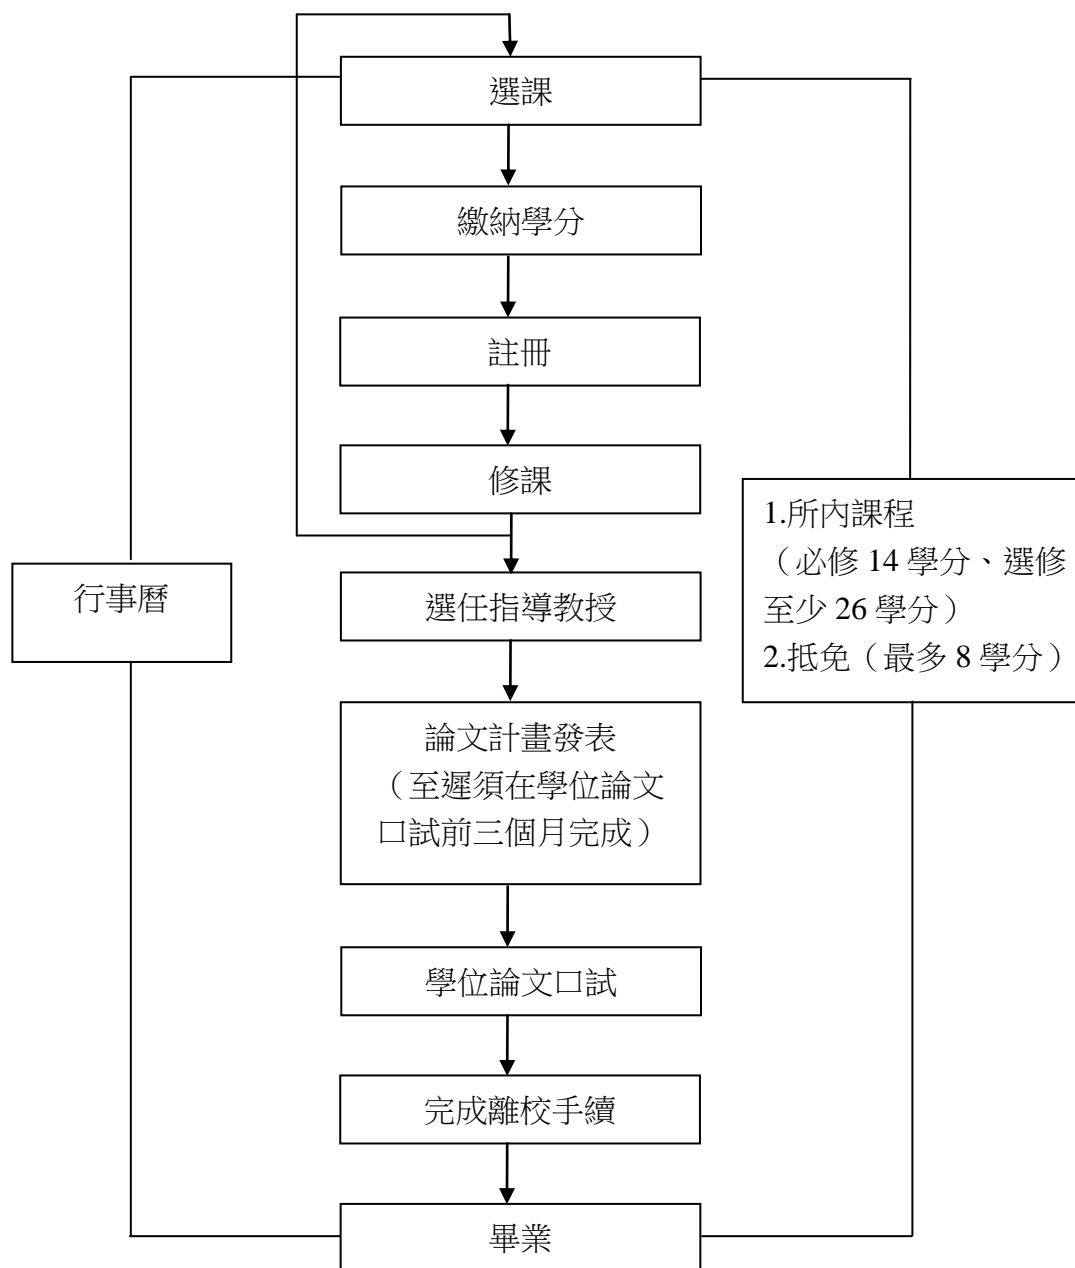 選課
繳納學分
註冊
修課
行事曆
1.所內課程
（必修 14 學分、選修
至少 26 學分）
2.抵免（最多 8 學分）
選任指導教授
論文計畫發表
（至遲須在學位論文
口試前三個月完成）
學位論文口試
完成離校手續
畢業